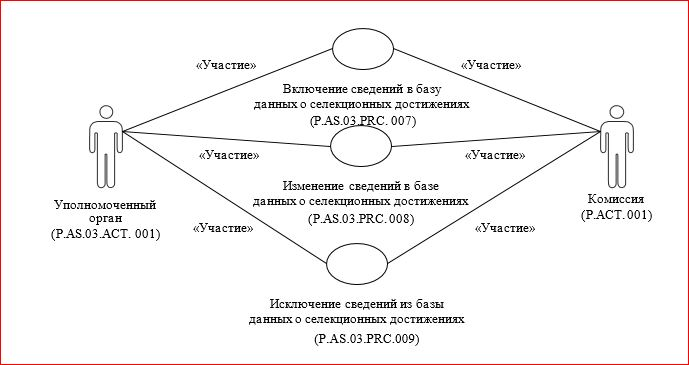 «Участие»
«Участие»
Включение сведений в базу
данных о селекционных достижениях
(P.AS.03.PRC. 007)
«Участие»
«Участие»
Изменение сведений в базе
данных о селекционных достижениях
(P.AS.03.PRC. 008)
Уполномоченный
орган
(P.AS.03.ACT. 001)
Комиссия
(P.ACT. 001)
«Участие»
«Участие»
Исключение сведений из базы
данных о селекционных достижениях
(P.AS.03.PRC.009)